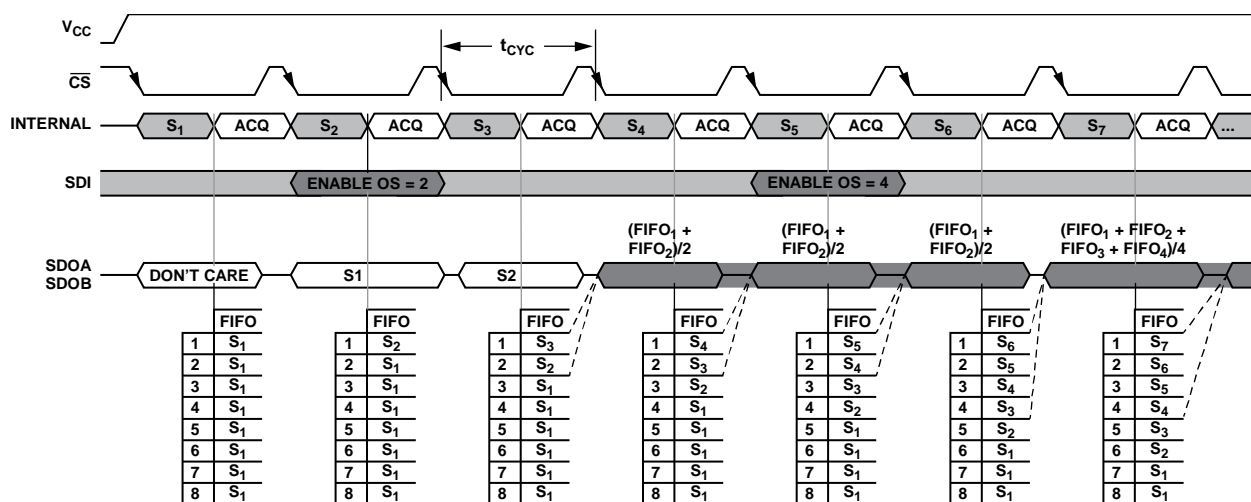 VCC
tCYC
CS
INTERNAL S1 ACQ S2 ACQ S3 ACQ S4 ACQ S5 ACQ S6 ACQ S7 ACQ ...
SDI ENABLE OS = 2 ENABLE OS = 4
(FIFO1 +
FIFO2)/2
(FIFO1 +
FIFO2)/2
(FIFO1 +
FIFO2)/2
(FIFO1 + FIFO2 +
FIFO3 + FIFO4)/4
SDOA
SDOB
DON'T CARE S1 S2
FIFO FIFO FIFO FIFO FIFO FIFO FIFO
1 S1 1 S2 1 S3 1 S4 1 S5 1 S6 1 S7
2 S1 2 S1 2 S2 2 S3 2 S4 2 S5 2 S6
3 S1 3 S1 3 S1 3 S2 3 S3 3 S4 3 S5
4 S1 4 S1 4 S1 4 S1 4 S2 4 S3 4 S4
5 S1 5 S1 5 S1 5 S1 5 S1 5 S2 5 S3
6 S1 6 S1 6 S1 6 S1 6 S1 6 S1 6 S2
7 S1 7 S1 7 S1 7 S1 7 S1 7 S1 7 S1
8 S1 8 S1 8 S1 8 S1 8 S1 8 S1 8 S1